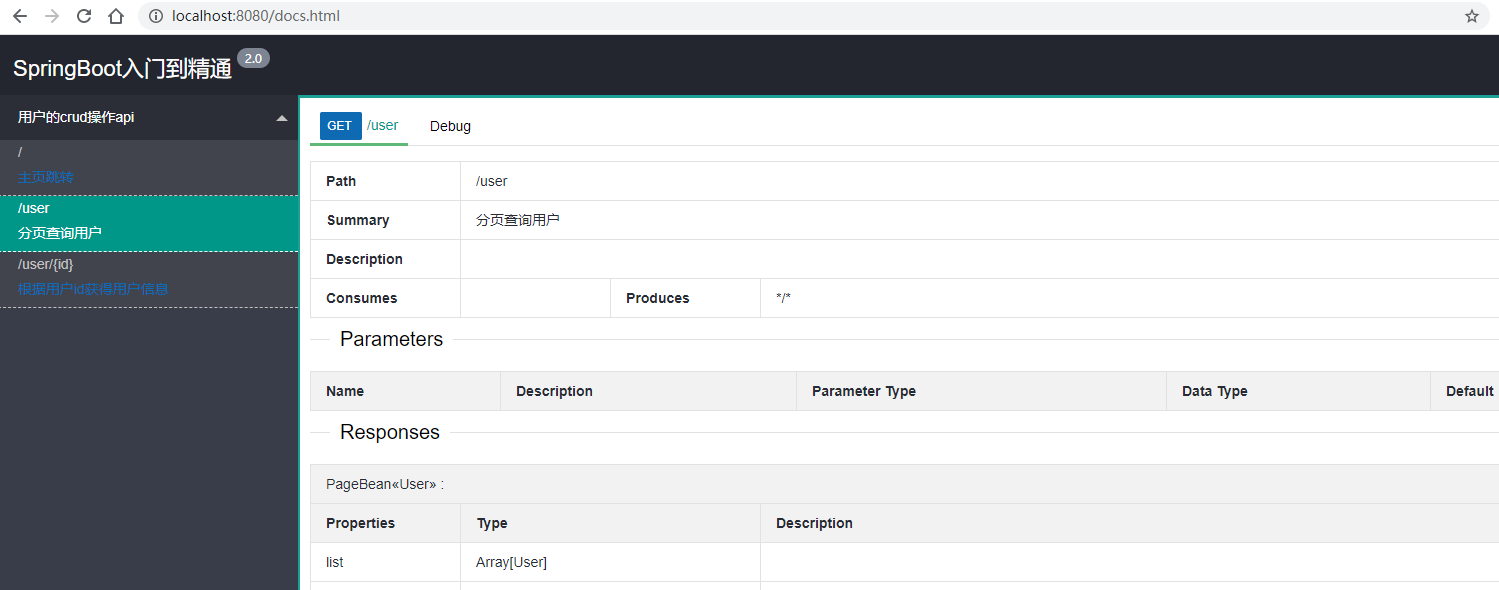 localhost:8080/docs.html
SpringBoot入门到精通 2.0
用户的crud操作api
/
主页跳转
/user
分页查询用户
/user/{id}
根据用户id获得用户信息
GET /user Debug
Path /user
Summary 分页查询用户
Description
Consumes Produces */*
Parameters
Name Description Parameter Type Data Type Default
Responses
PageBean«User» :
Properties Type Description
list Array[User]